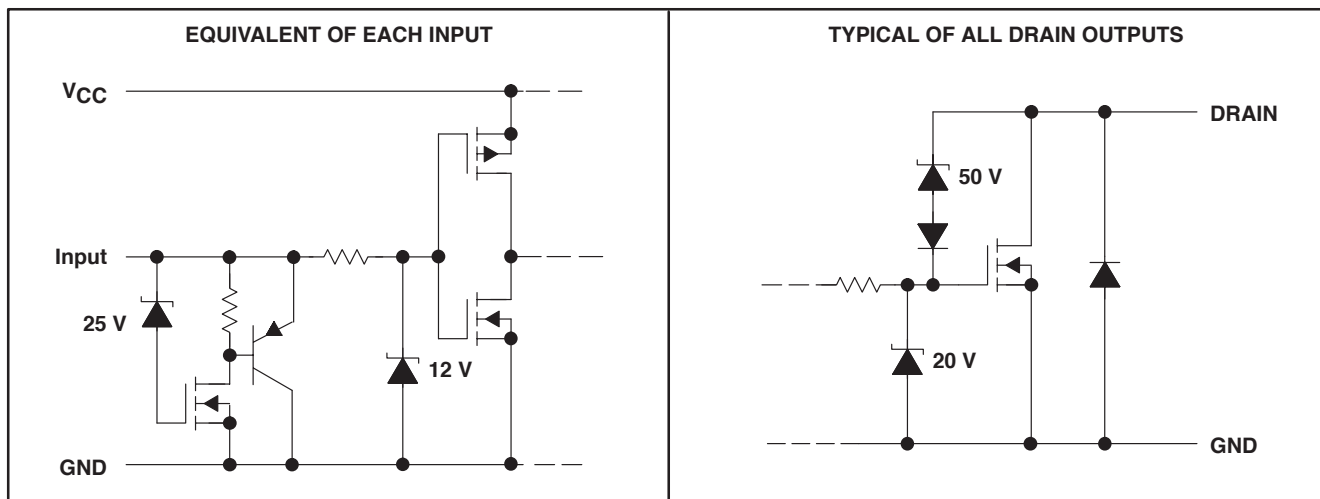 EQUIVALENT OF EACH INPUT
VCC
Input
25 V
12 V
GND
TYPICAL OF ALL DRAIN OUTPUTS
DRAIN
50 V
20 V
GND